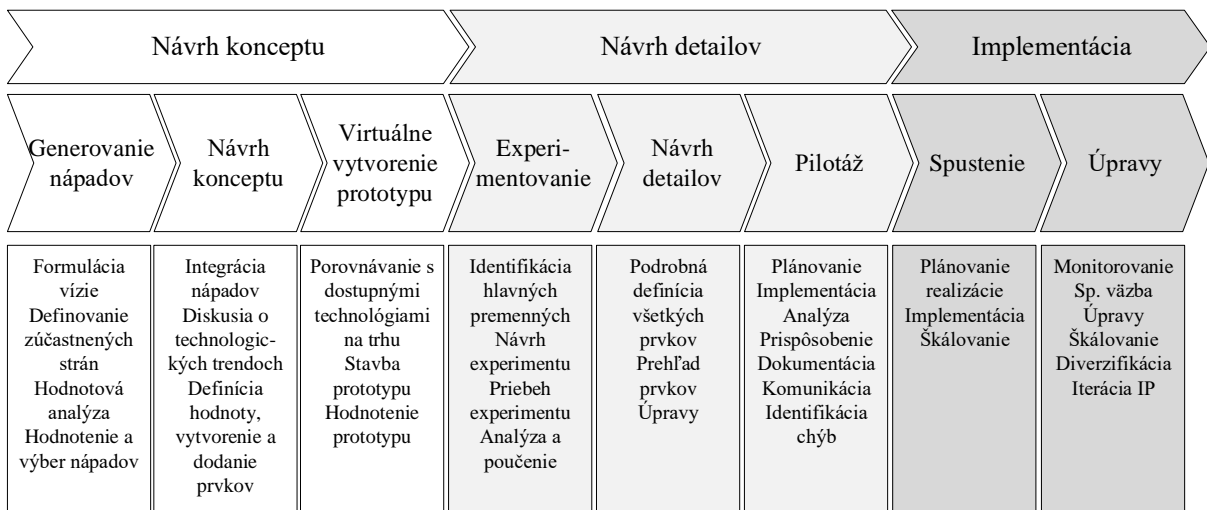 Návrh konceptu
Návrh detailov
Implementácia
Generovanie
nápadov
Návrh
konceptu
Virtuálne
vytvorenie
prototypu
Experi-
mentovanie
Návrh
detailov
Pilotáž
Spustenie
Úpravy
Formulácia
vízie
Definovanie
zúčastnených
strán
Hodnotová
analýza
Hodnotenie a
výber nápadov
Integrácia
nápadov
Diskusia o
technologic-
kých trendoch
Definícia
hodnoty,
vytvorenie a
dodanie
prvkov
Porovnávanie s
dostupnými
technológiami
na trhu
Stavba
prototypu
Hodnotenie
prototypu
Identifikácia
hlavných
premenných
Návrh
experimentu
Priebeh
experimentu
Analýza a
poučenie
Podrobná
definícia
všetkých
prvkov
Prehľad
prvkov
Úpravy
Plánovanie
Implementácia
Analýza
Prispôsobenie
Dokumentácia
Komunikácia
Identifikácia
chýb
Plánovanie
realizácie
Implementácia
Škálovanie
Monitorovanie
Sp. väzba
Úpravy
Škálovanie
Diverzifikácia
Iterácia IP